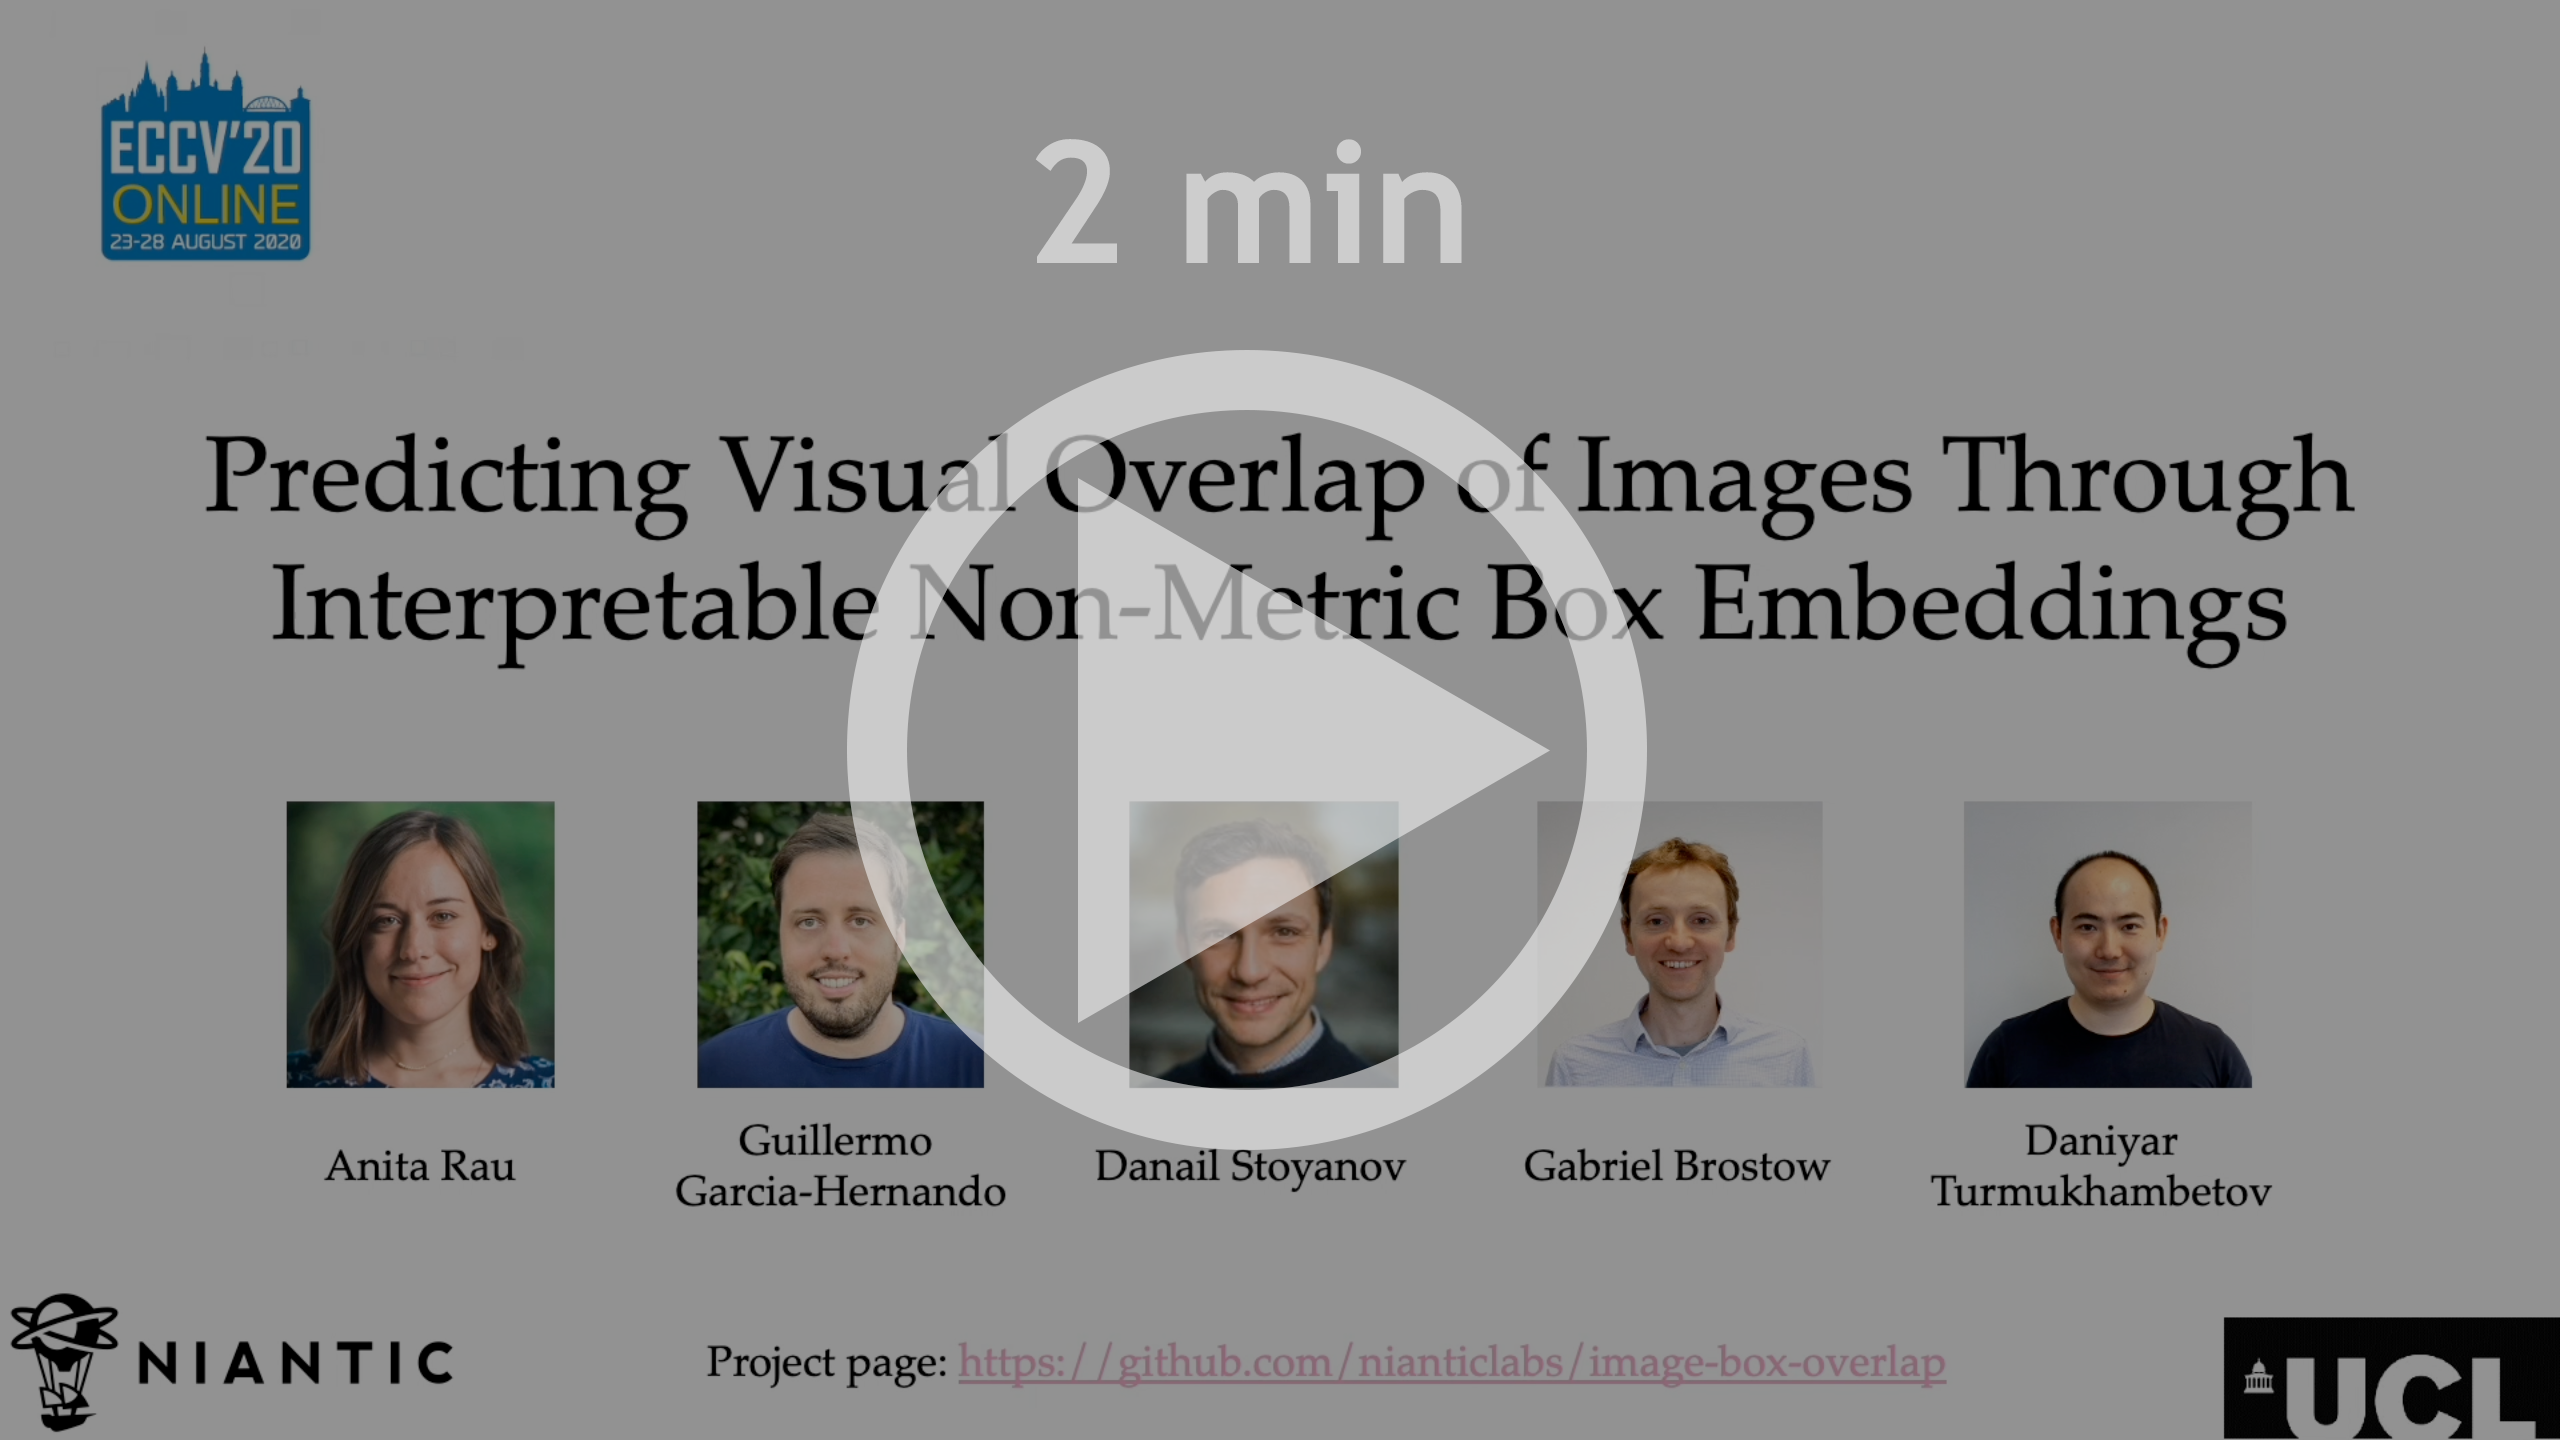 ECCV'20
ONLINE
23-28 AUGUST 2020
2 min
Predicting Visual Overlap of Images Through
Interpretable Non-Metric Box Embeddings
Anita Rau
Guillermo
Garcia-Hernando
Danail Stoyanov
Gabriel Brostow
Daniyar
Turmukhambetov
NIANTIC
Project page: https://github.com/nianticlabs/image-box-overlap
UCL